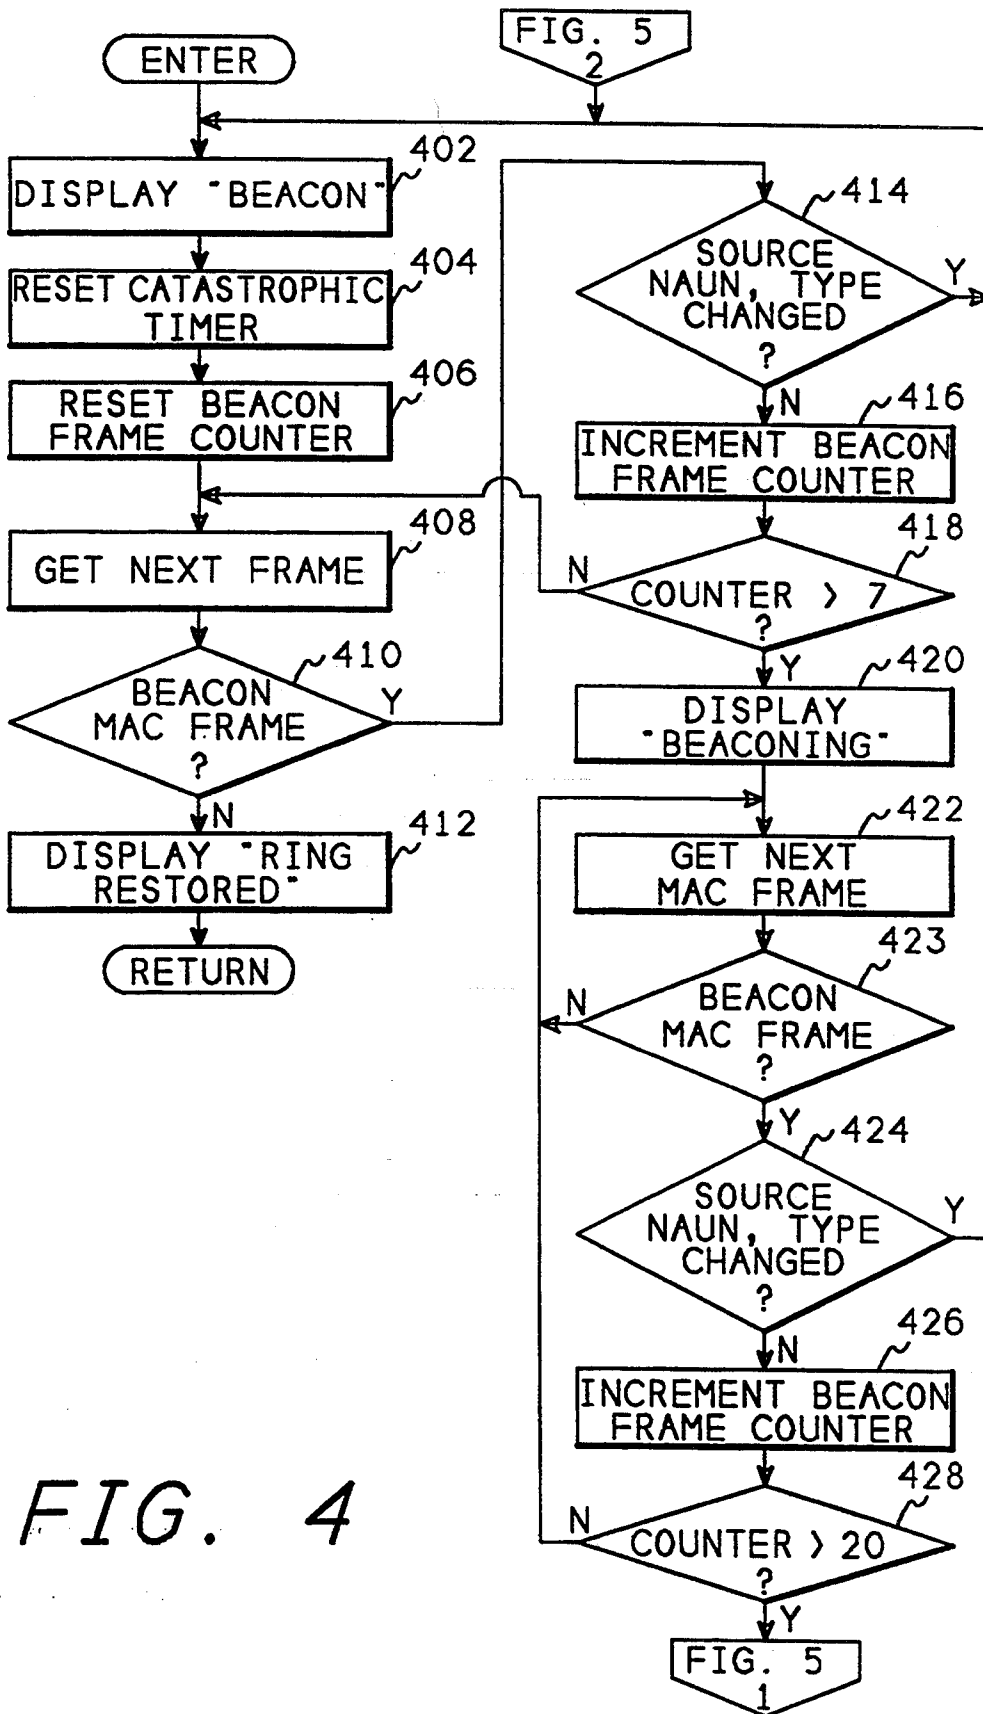 ENTER
FIG. 5
2
402
DISPLAY "BEACON"
404
RESET CATASTROPHIC
TIMER
406
RESET BEACON
FRAME COUNTER
408
GET NEXT FRAME
410
BEACON
MAC FRAME
?
Y
N
412
DISPLAY "RING
RESTORED"
RETURN
414
SOURCE
NAUN, TYPE
CHANGED
?
Y
N
416
INCREMENT BEACON
FRAME COUNTER
418
N
COUNTER > 7
?
Y
420
DISPLAY
"BEACONING"
422
GET NEXT
MAC FRAME
423
N
BEACON
MAC FRAME
?
Y
424
SOURCE
NAUN, TYPE
CHANGED
?
Y
N
426
INCREMENT BEACON
FRAME COUNTER
428
N
COUNTER > 20
?
Y
FIG. 5
1
FIG. 4